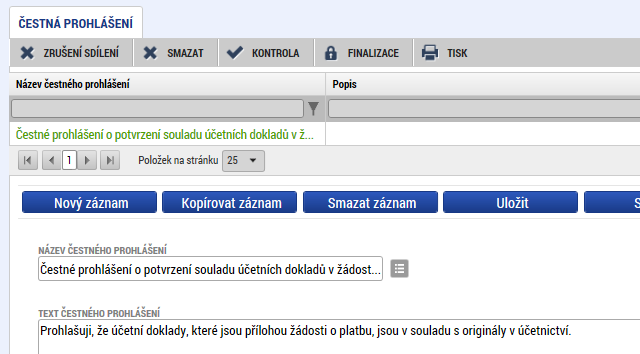 ČESTNÁ PROHLÁŠENÍ
ZRUŠENÍ SDÍLENÍ SMAZAT KONTROLA FINALIZACE TISK
Název čestného prohlášení Popis
Čestné prohlášení o potvrzení souladu účetních dokladů v ž...
1 Položek na stránku 25
Nový záznam Kopírovat záznam Smazat záznam Uložit S
NÁZEV ČESTNÉHO PROHLÁŠENÍ
Čestné prohlášení o potvrzení souladu účetních dokladů v žádost...
TEXT ČESTNÉHO PROHLÁŠENÍ
Prohlašuji, že účetní doklady, které jsou přílohou žádosti o platbu, jsou v souladu s originály v účetnictví.